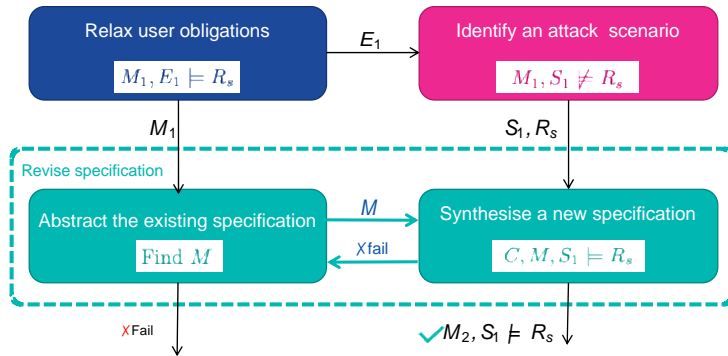 Relax user obligations
M₁, E₁ ⊨ Rₛ
E₁
Identify an attack scenario
M₁, S₁ ⊭ Rₛ
M₁
S₁, Rₛ
Revise specification
Abstract the existing specification
Find M
M
✗fail
Synthesise a new specification
C, M, S₁ ⊨ Rₛ
✗Fail
✓M₂, S₁ ⊨ Rₛ